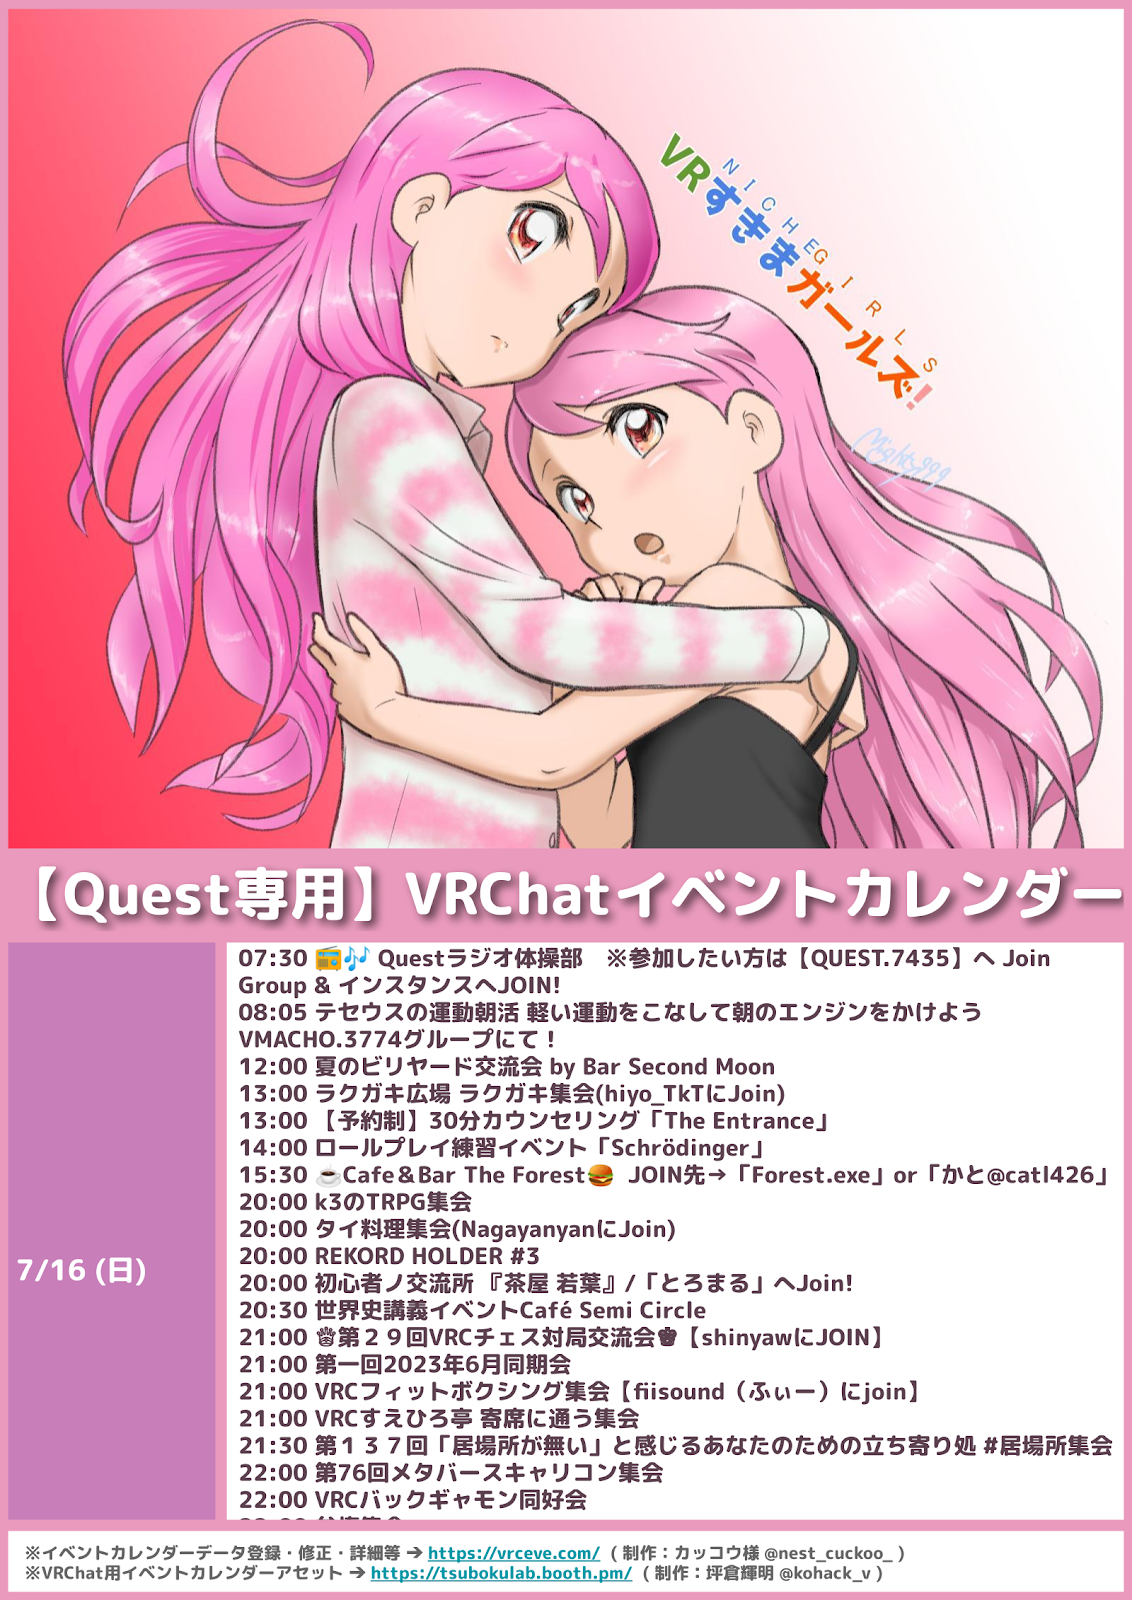 NICHE GIRLS
VRすきまガールズ!
Mighty999
【Quest専用】VRChatイベントカレンダー
7/16 (日)
07:30 📻🎶 Questラジオ体操部　※参加したい方は【QUEST.7435】へ Join
Group & インスタンスへJOIN!
08:05 テセウスの運動朝活 軽い運動をこなして朝のエンジンをかけよう
VMACHO.3774グループにて！
12:00 夏のビリヤード交流会 by Bar Second Moon
13:00 ラクガキ広場 ラクガキ集会(hiyo_TkTにJoin)
13:00 【予約制】30分カウンセリング「The Entrance」
14:00 ロールプレイ練習イベント「Schrödinger」
15:30 ☕Cafe＆Bar The Forest🍔 JOIN先→「Forest.exe」or「かと@catl426」
20:00 k3のTRPG集会
20:00 タイ料理集会(NagayanyanにJoin)
20:00 REKORD HOLDER #3
20:00 初心者ノ交流所 『茶屋 若葉』/「とろまる」へJoin!
20:30 世界史講義イベントCafé Semi Circle
21:00 ♕第２９回VRCチェス対局交流会♚【shinyawにJOIN】
21:00 第一回2023年6月同期会
21:00 VRCフィットボクシング集会【fiisound（ふぃー）にjoin】
21:00 VRCすえひろ亭 寄席に通う集会
21:30 第１３７回「居場所が無い」と感じるあなたのための立ち寄り処 #居場所集会
22:00 第76回メタバースキャリコン集会
22:00 VRCバックギャモン同好会
※イベントカレンダーデータ登録・修正・詳細等 ➔ https://vrceve.com/ ( 制作：カッコウ様 @nest_cuckoo_ )
※VRChat用イベントカレンダーアセット ➔ https://tsubokulab.booth.pm/ ( 制作：坪倉輝明 @kohack_v )